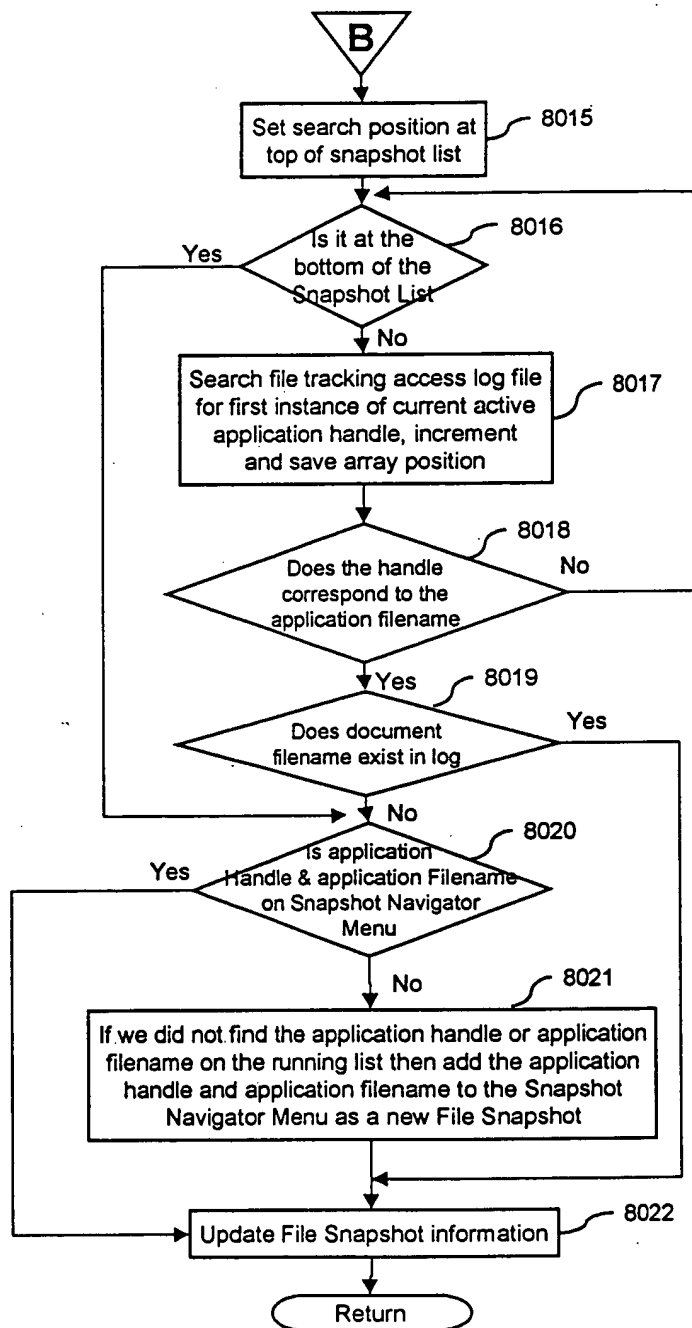 B
Set search position at
top of snapshot list
8015
Is it at the
bottom of the
Snapshot List
8016
Yes
No
Search file tracking access log file
for first instance of current active
application handle, increment
and save array position
8017
Does the handle
correspond to the
application filename
8018
No
Yes
Does document
filename exist in log
8019
Yes
No
Is application
Handle & application Filename
on Snapshot Navigator
Menu
8020
Yes
No
8021
If we did not find the application handle or application
filename on the running list then add the application
handle and application filename to the Snapshot
Navigator Menu as a new File Snapshot
Update File Snapshot information
8022
Return